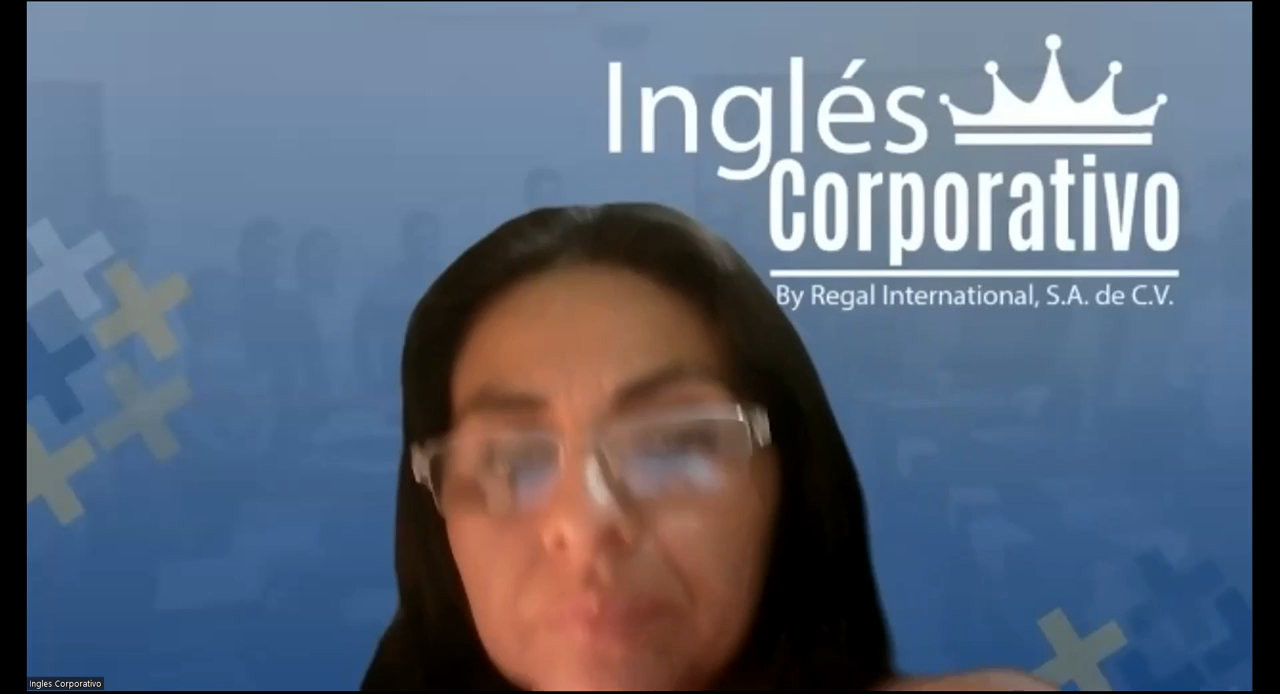 Inglés
Corporativo
By Regal International, S.A. de C.V.
Ingles Corporativo